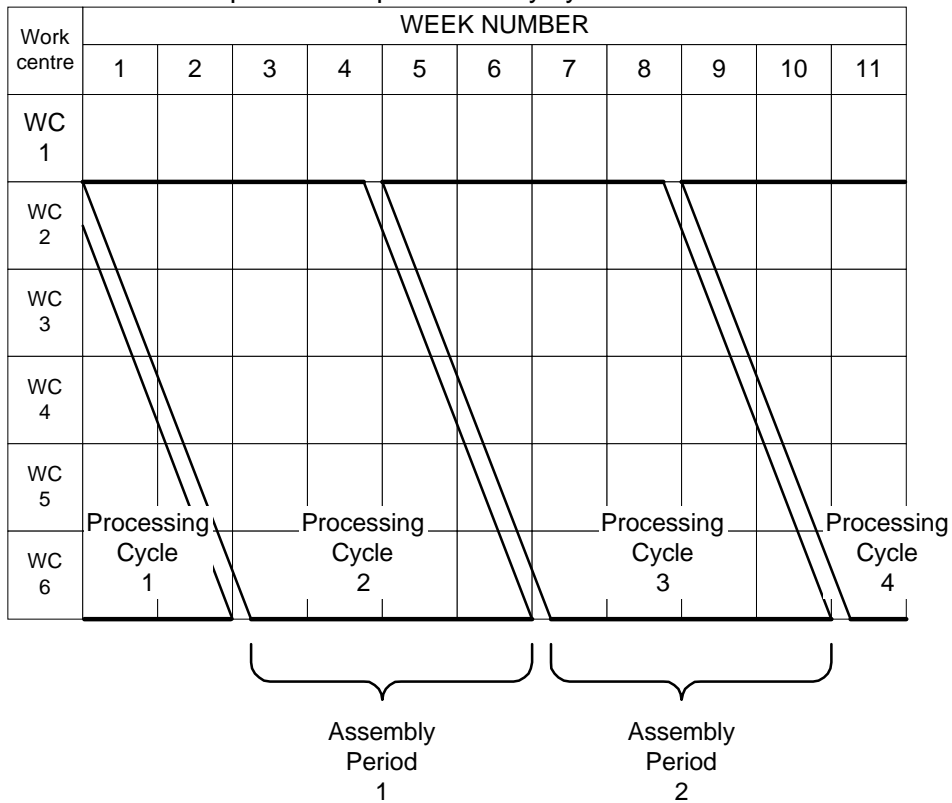 WEEK NUMBER
Work
centre
1 2 3 4 5 6 7 8 9 10 11
WC
1
WC
2
WC
3
WC
4
WC
5
WC
6
Processing
Cycle
1
Processing
Cycle
2
Processing
Cycle
3
Processing
Cycle
4
Assembly
Period
1
Assembly
Period
2